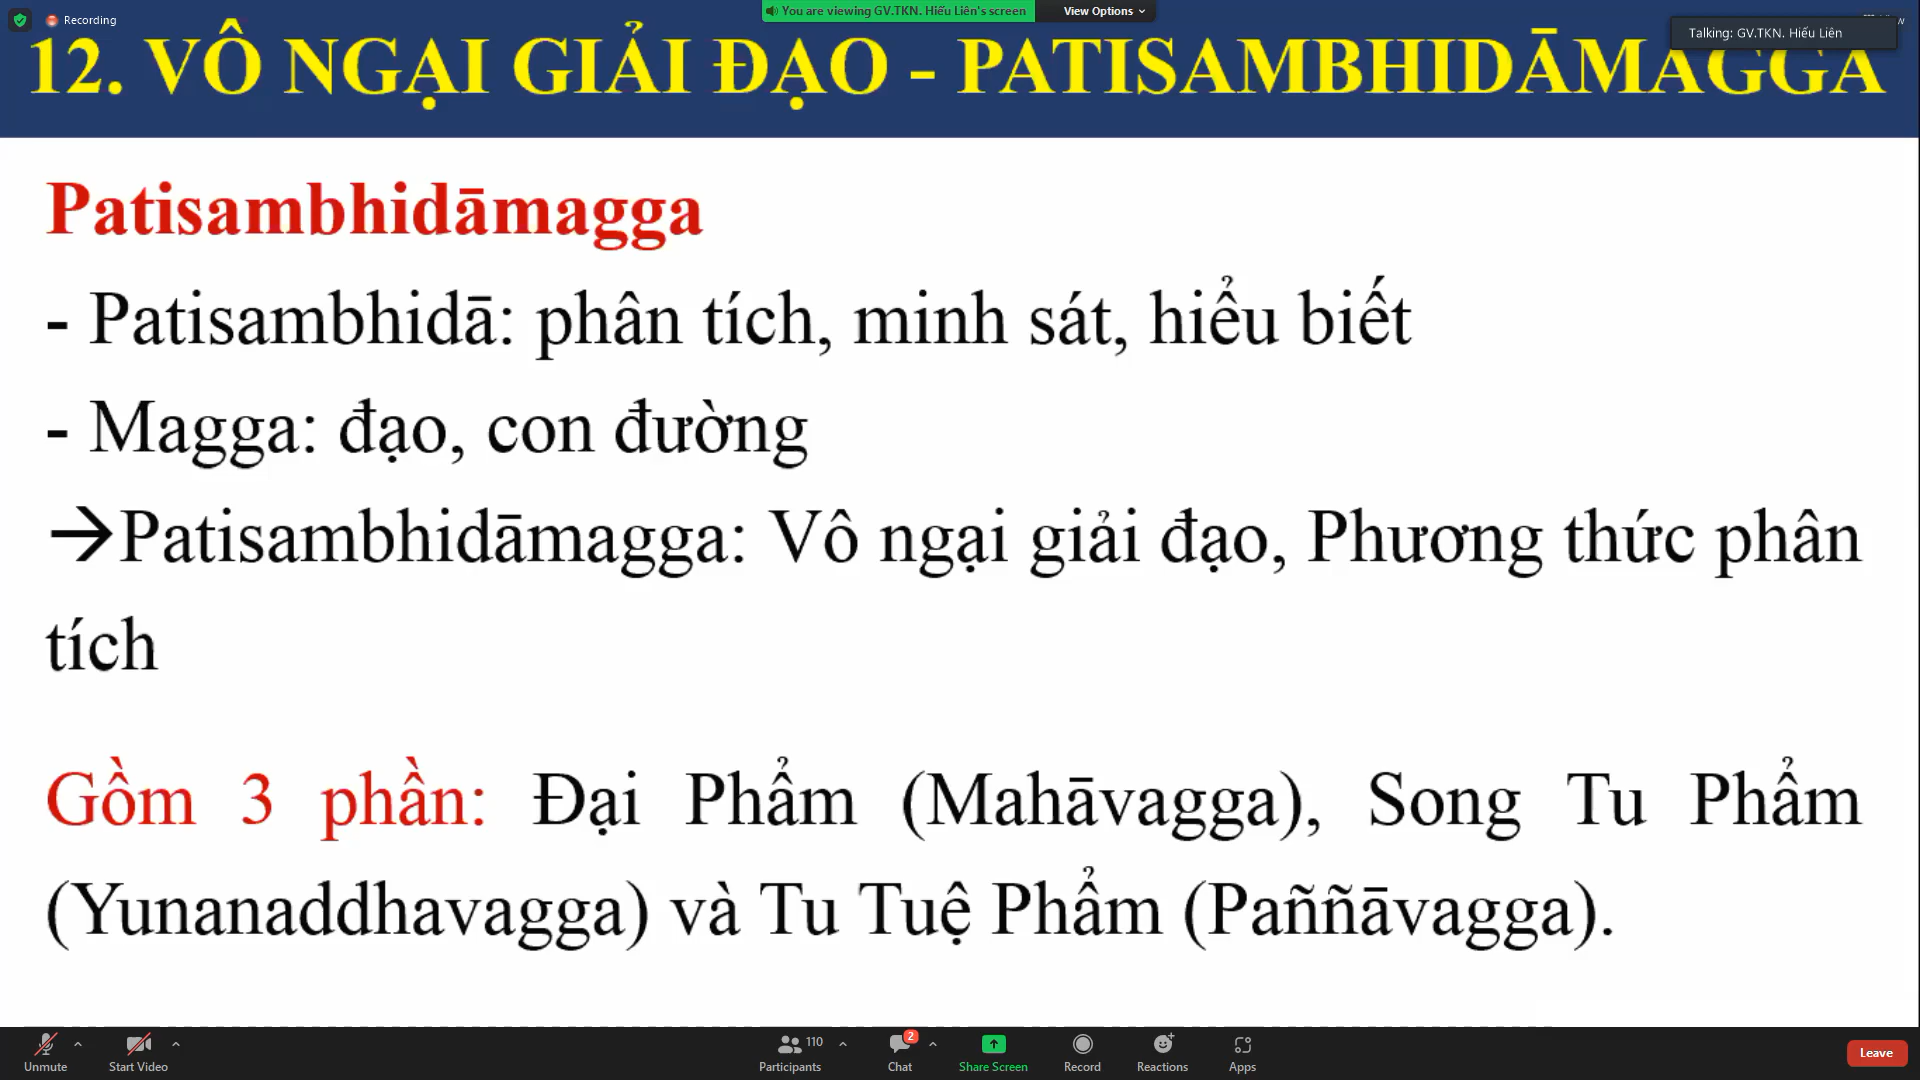 Recording
You are viewing GV.TKN. Hiếu Liên's screen
View Options
Talking: GV.TKN. Hiếu Liên
12. VÔ NGẠI GIẢI ĐẠO - PATISAMBHIDĀMAGGA
Patisambhidāmagga
- Patisambhidā: phân tích, minh sát, hiểu biết
- Magga: đạo, con đường
→Patisambhidāmagga: Vô ngại giải đạo, Phương thức phân
tích
Gồm 3 phần: Đại Phẩm (Mahāvagga), Song Tu Phẩm
(Yunanaddhavagga) và Tu Tuệ Phẩm (Paññāvagga).
Unmute
Start Video
110
Participants
2
Chat
Share Screen
Record
Reactions
Apps
Leave